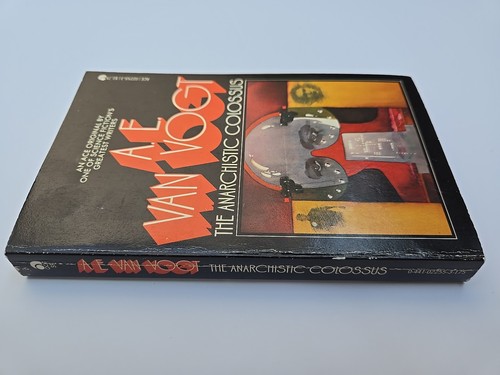 AN ACE ORIGINAL BY
ONE OF SCIENCE FICTION'S
GREATEST WRITERS
A.E.
VAN VOGT
THE ANARCHISTIC COLOSSUS
A.E. VAN VOGT THE ANARCHISTIC COLOSSUS